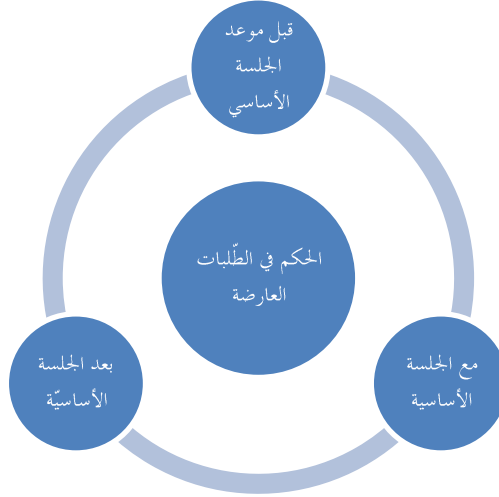 قبل موعد
الجلسة
الأساسي
الحكم في الطّلبات
العارضة
مع الجلسة
الأساسية
بعد الجلسة
الأساسيّة